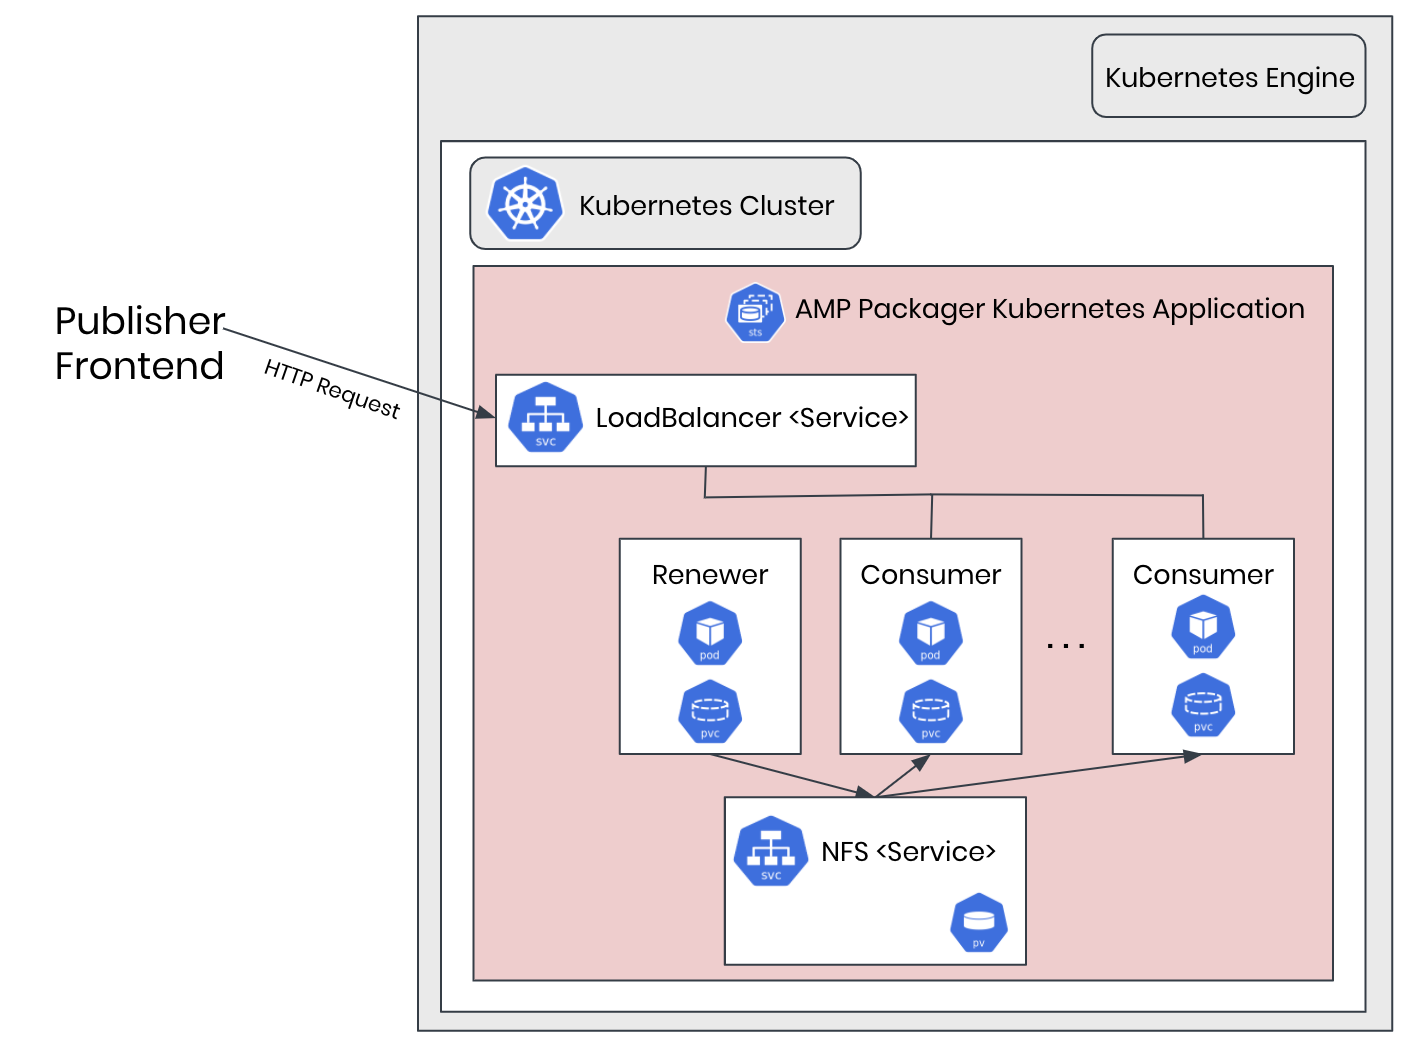 Kubernetes Engine
Kubernetes Cluster
sts
AMP Packager Kubernetes Application
Publisher
Frontend
HTTP Request
svc
LoadBalancer <Service>
Renewer
pod
pvc
Consumer
pod
pvc
...
Consumer
pod
pvc
svc
NFS <Service>
pv